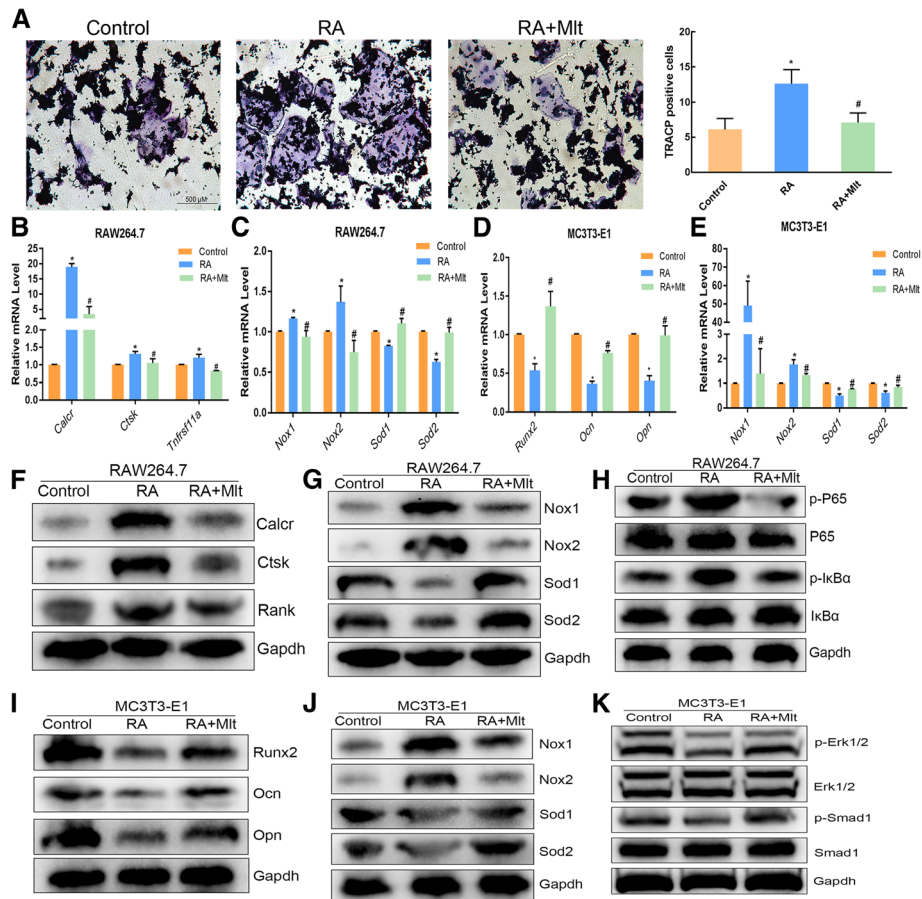 A
Control
RA
RA+Mlt
500 μM
TRACP positive cells
20
15
10
5
0
*
#
Control
RA
RA+Mlt
B
RAW264.7
Relative mRNA Level
25
20
15
10
5
2.0
1.5
1.0
0.5
0.0
Control
RA
RA+Mlt
*
#
*
#
*
#
Calcr
Ctsk
Tnfrsf11a
C
RAW264.7
Relative mRNA Level
2.0
1.5
1.0
0.5
0.0
Control
RA
RA+Mlt
*
#
*
#
*
#
*
#
Nox1
Nox2
Sod1
Sod2
D
MC3T3-E1
Relative mRNA Level
2.0
1.5
1.0
0.5
0.0
Control
RA
RA+Mlt
*
#
*
#
*
#
Runx2
Ocn
Opn
E
MC3T3-E1
Relative mRNA Level
80
60
40
20
4
3
2
1
0
Control
RA
RA+Mlt
*
#
*
#
*
#
*
#
Nox1
Nox2
Sod1
Sod2
F
RAW264.7
Control RA RA+Mlt
Calcr
Ctsk
Rank
Gapdh
G
RAW264.7
Control RA RA+Mlt
Nox1
Nox2
Sod1
Sod2
Gapdh
H
RAW264.7
Control RA RA+Mlt
p-P65
P65
p-IκBα
IκBα
Gapdh
I
MC3T3-E1
Control RA RA+Mlt
Runx2
Ocn
Opn
Gapdh
J
MC3T3-E1
Control RA RA+Mlt
Nox1
Nox2
Sod1
Sod2
Gapdh
K
MC3T3-E1
Control RA RA+Mlt
p-Erk1/2
Erk1/2
p-Smad1
Smad1
Gapdh